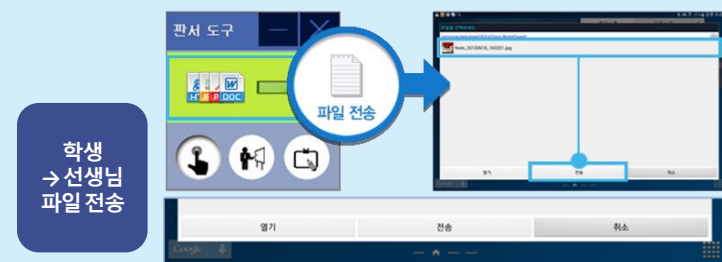 학생
→ 선생님
파일 전송
판서 도구
DOC
파일 전송
Note_20150618_160201.jpg
열기
전송
취소
열기
전송
취소
Google